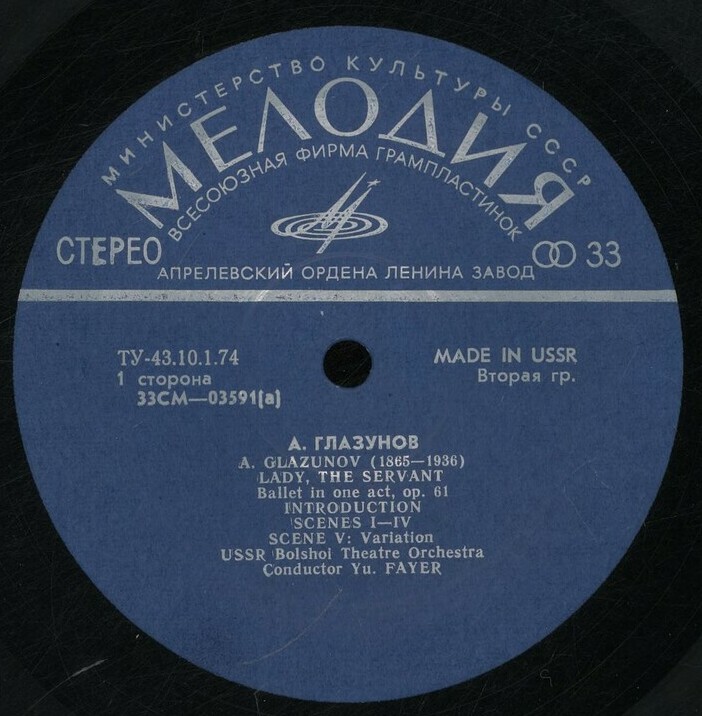 МИНИСТЕРСТВО КУЛЬТУРЫ СССР
МЕЛОДИЯ
ВСЕСОЮЗНАЯ ФИРМА ГРАМПЛАСТИНОК
СТЕРЕО
33
АПРЕЛЕВСКИЙ ОРДЕНА ЛЕНИНА ЗАВОД
ТУ-43.10.1.74
MADE IN USSR
1 сторона
Вторая гр.
33СМ—03591(а)
А. ГЛАЗУНОВ
A. GLAZUNOV (1865—1936)
LADY, THE SERVANT
Ballet in one act, op. 61
INTRODUCTION
SCENES I—IV
SCENE V: Variation
USSR Bolshoi Theatre Orchestra
Conductor Yu. FAYER